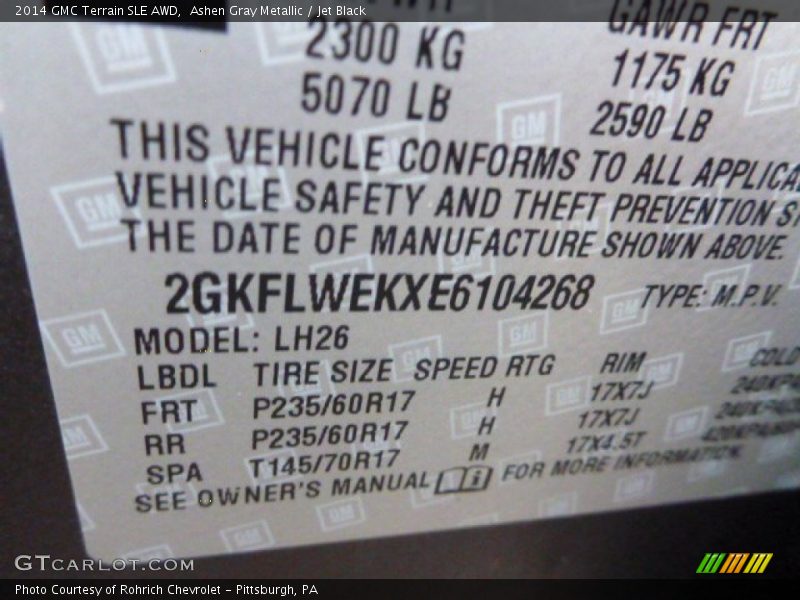 2014 GMC Terrain SLE AWD,  Ashen Gray Metallic / Jet Black
GAWR FRT
2300 KG 1175 KG
5070 LB 2590 LB
THIS VEHICLE CONFORMS TO ALL
VEHICLE SAFETY AND THEFT PREVENTION
THE DATE OF MANUFACTURE SHOWN ABOVE.
2GKFLWEKXE6104268 TYPE: M.P.V.
MODEL: LH26
LBDL TIRE SIZE SPEED RTG RIM COLD
FRT P235/60R17 H 17X7J
RR P235/60R17 H 17X7J
SPA T145/70R17 M 17X4.5T
SEE OWNER'S MANUAL i FOR MORE INFORMATION.
GTCARLOT.COM
Photo Courtesy of Rohrich Chevrolet – Pittsburgh, PA